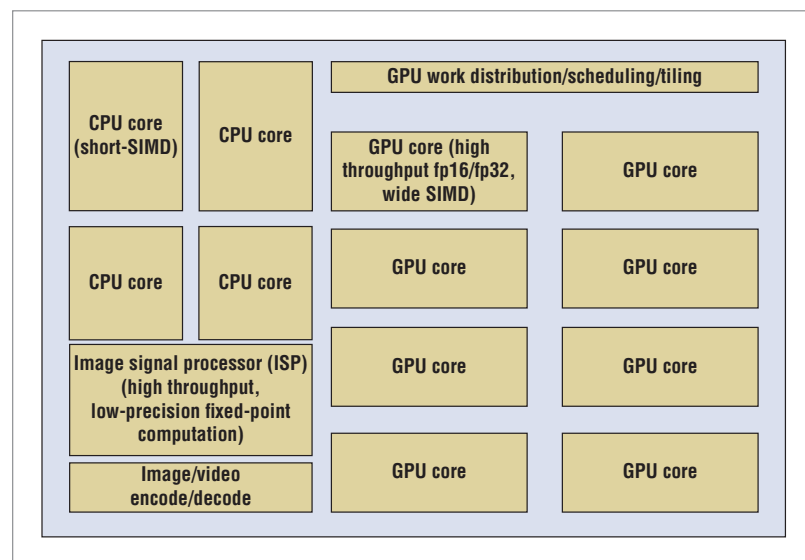 CPU core
(short-SIMD)
CPU core
GPU work distribution/scheduling/tiling
GPU core (high
throughput fp16/fp32,
wide SIMD)
GPU core
CPU core
CPU core
GPU core
GPU core
Image signal processor (ISP)
(high throughput,
low-precision fixed-point
computation)
GPU core
GPU core
Image/video
encode/decode
GPU core
GPU core